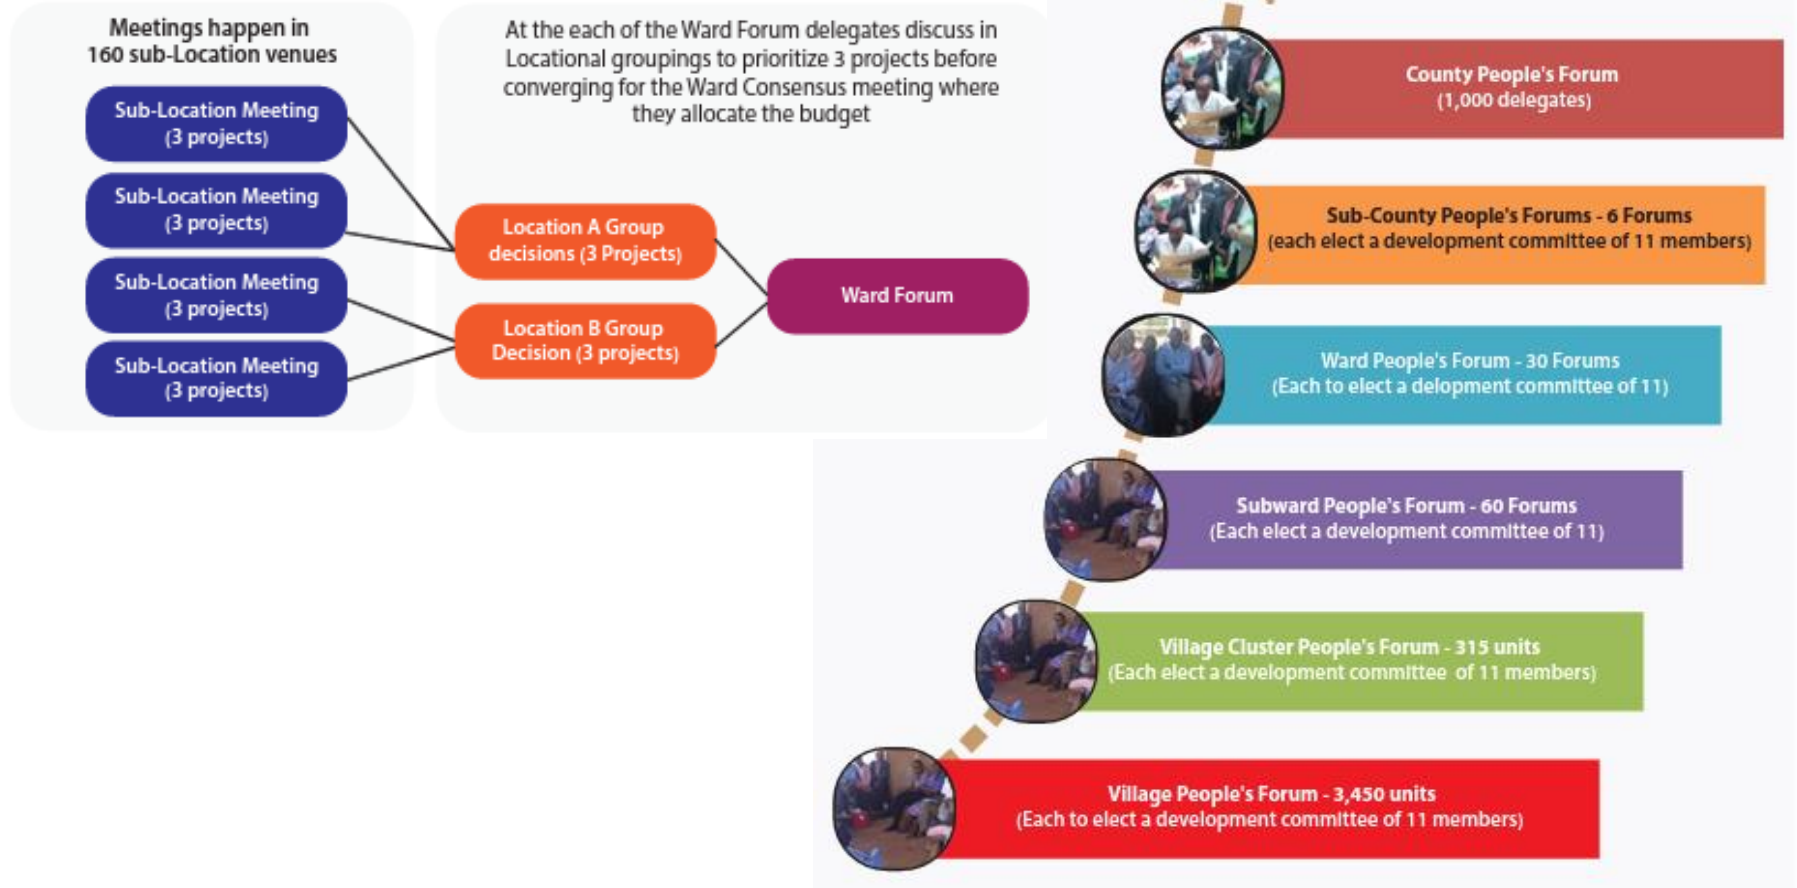 Meetings happen in
160 sub-Location venues
Sub-Location Meeting
(3 projects)
Sub-Location Meeting
(3 projects)
Sub-Location Meeting
(3 projects)
Sub-Location Meeting
(3 projects)
At the each of the Ward Forum delegates discuss in
Locational groupings to prioritize 3 projects before
converging for the Ward Consensus meeting where
they allocate the budget
Location A Group
decisions (3 Projects)
Location B Group
Decision (3 projects)
Ward Forum
County People's Forum
(1,000 delegates)
Sub-County People's Forums - 6 Forums
(each elect a development committee of 11 members)
Ward People's Forum - 30 Forums
(Each to elect a delopment committee of 11)
Subward People's Forum - 60 Forums
(Each elect a development committee of 11)
Village Cluster People's Forum - 315 units
(Each elect a development committee of 11 members)
Village People's Forum - 3,450 units
(Each to elect a development committee of 11 members)